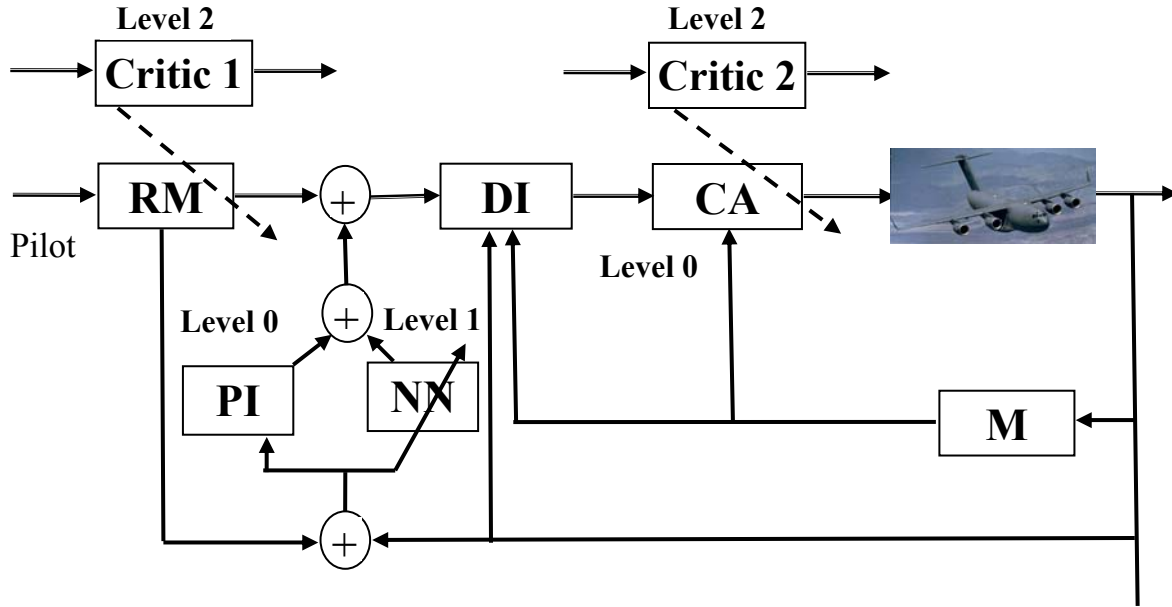 Level 2
Level 2
Critic 1
Critic 2
RM
+
DI
CA
Pilot
Level 0
Level 0
+
Level 1
PI
NN
M
+